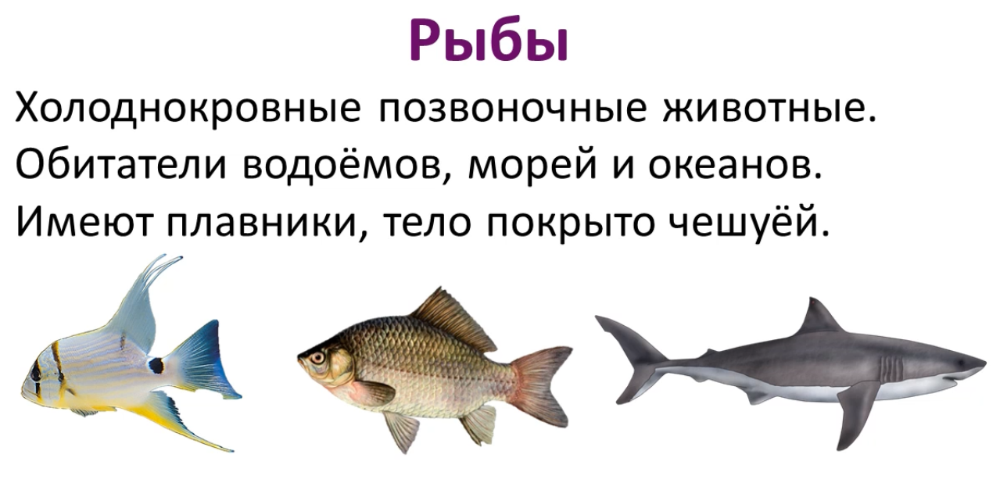 Рыбы
Холоднокровные позвоночные животные.
Обитатели водоёмов, морей и океанов.
Имеют плавники, тело покрыто чешуёй.